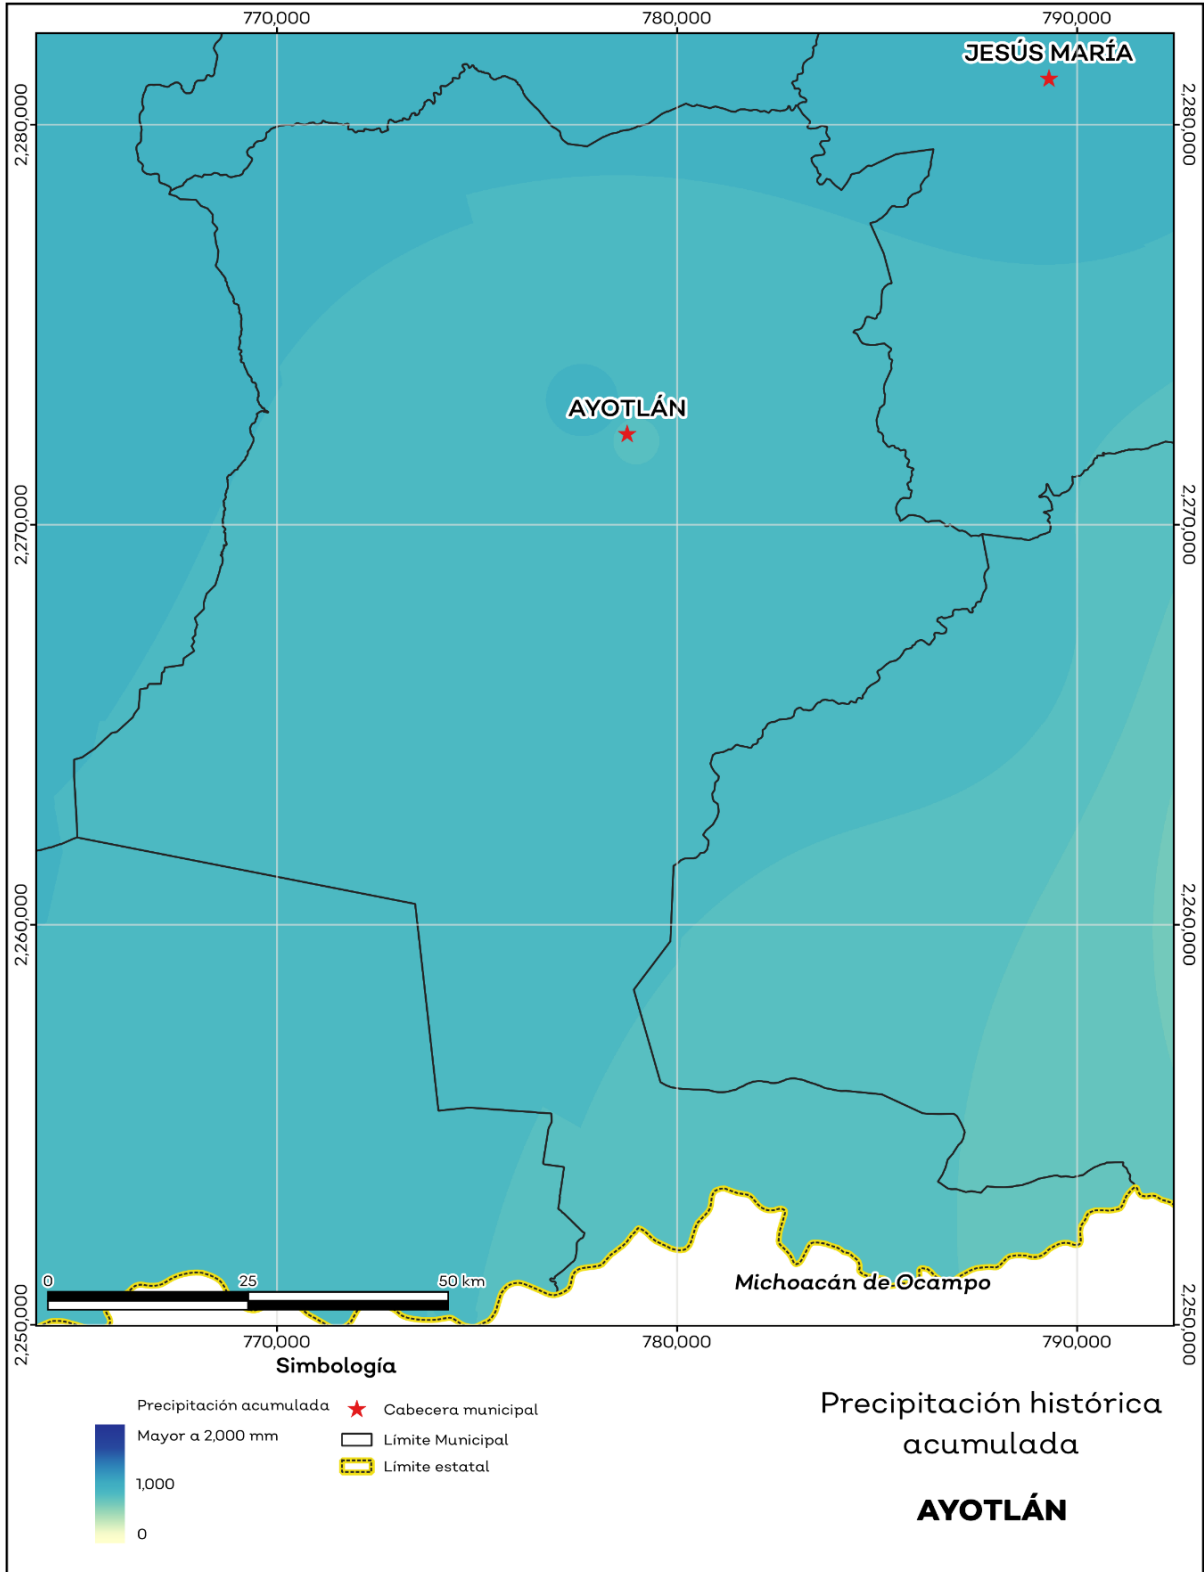 770,000
780,000
790,000
JESÚS MARÍA
2,280,000
2,280,000
AYOTLÁN
2,270,000
2,270,000
2,260,000
2,260,000
0
25
50 km
Michoacán de Ocampo
2,250,000
2,250,000
770,000
780,000
790,000
Simbología
Precipitación acumulada
Mayor a 2,000 mm
1,000
0
Cabecera municipal
Límite Municipal
Límite estatal
Precipitación histórica
acumulada
AYOTLÁN